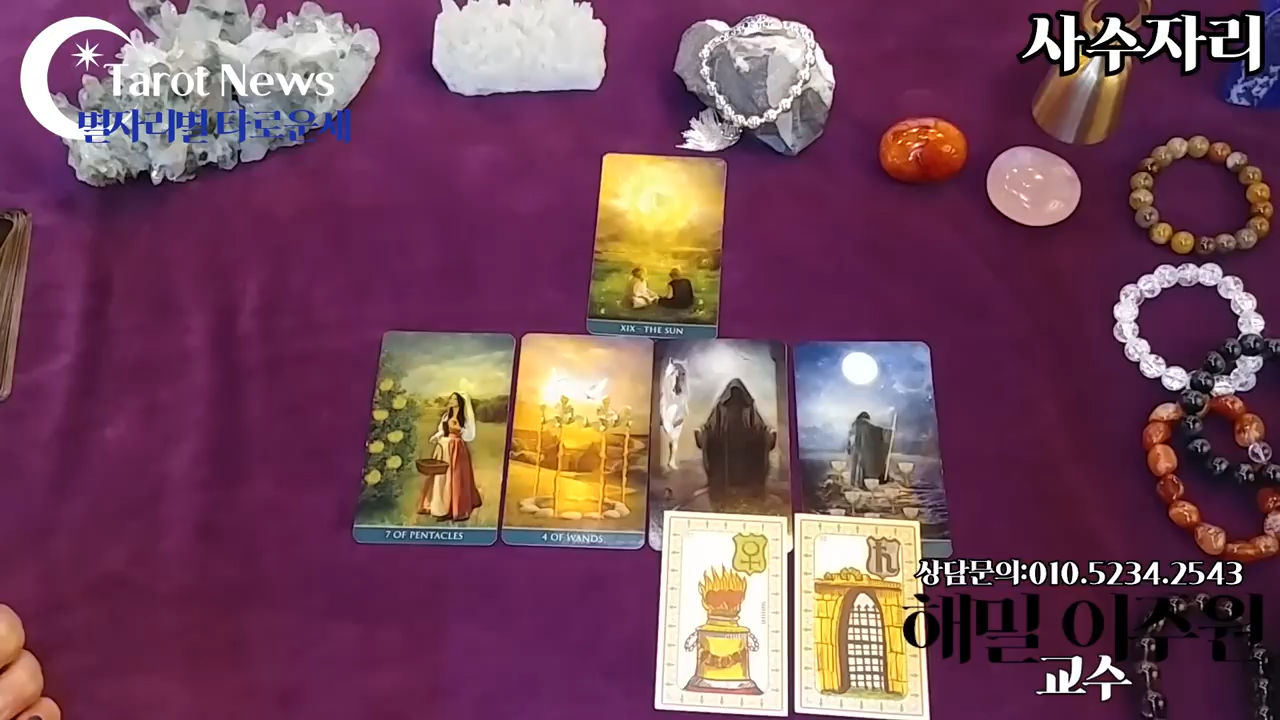 Tarot News
별자리별 타로운세
사수자리
XIX - THE SUN
7 OF PENTACLES
4 OF WANDS
상담문의:010.5234.2543
해밀 이주원
교수